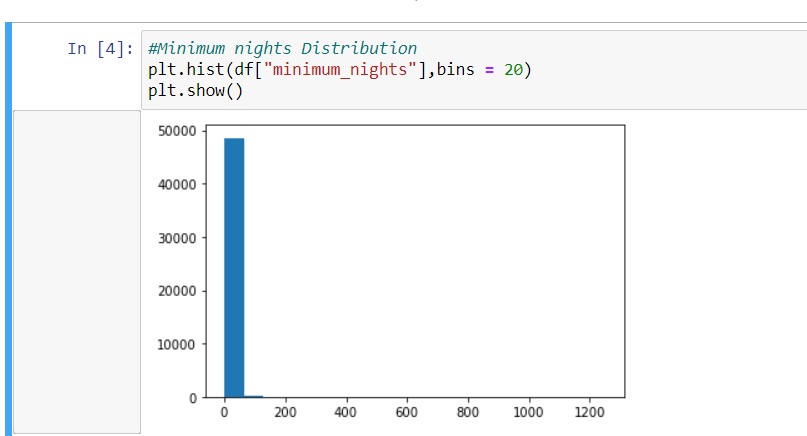 In [4]: #Minimum nights Distribution
plt.hist(df["minimum_nights"],bins = 20)
plt.show()
50000
40000
30000
20000
10000
0
0 200 400 600 800 1000 1200